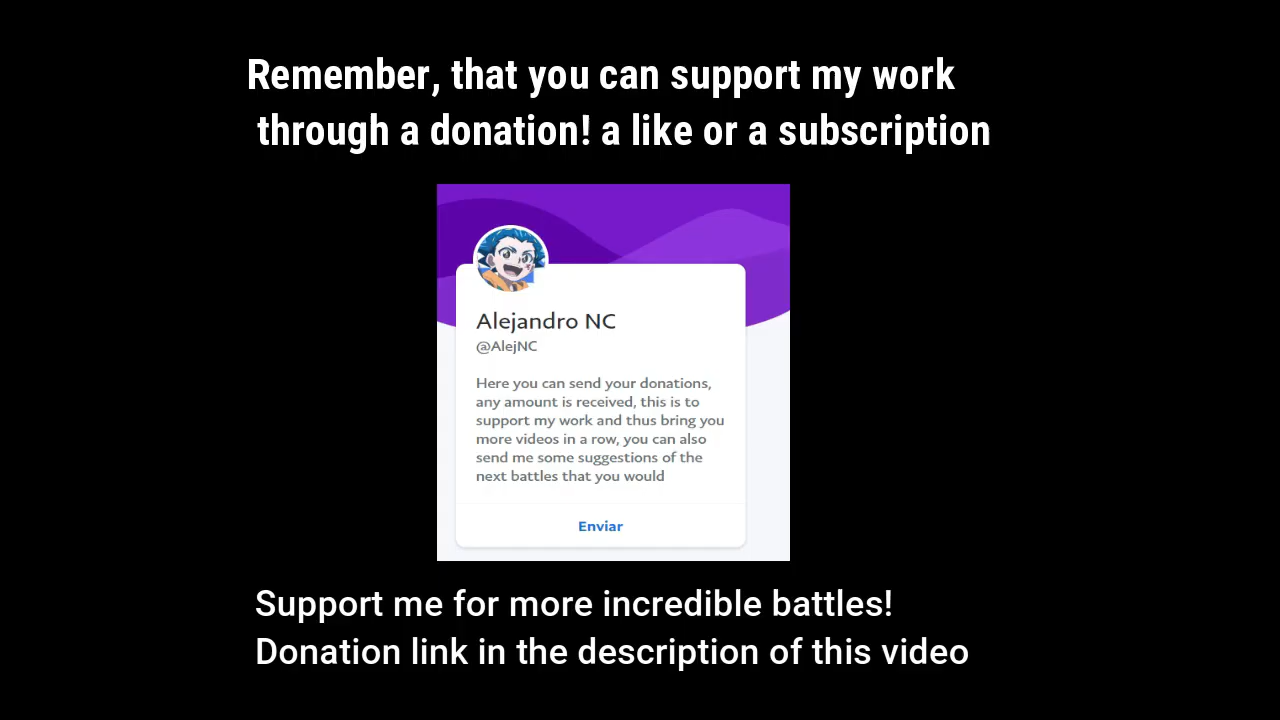 Remember, that you can support my work
through a donation! a like or a subscription
Alejandro NC
@AlejNC
Here you can send your donations,
any amount is received, this is to
support my work and thus bring you
more videos in a row, you can also
send me some suggestions of the
next battles that you would
Enviar
Support me for more incredible battles!
Donation link in the description of this video